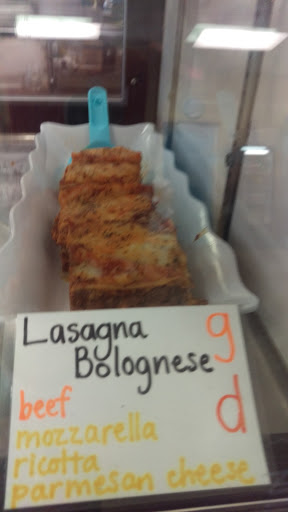 Lasagna g
Bolognese
beef d
mozzarella
ricotta
parmesan cheese